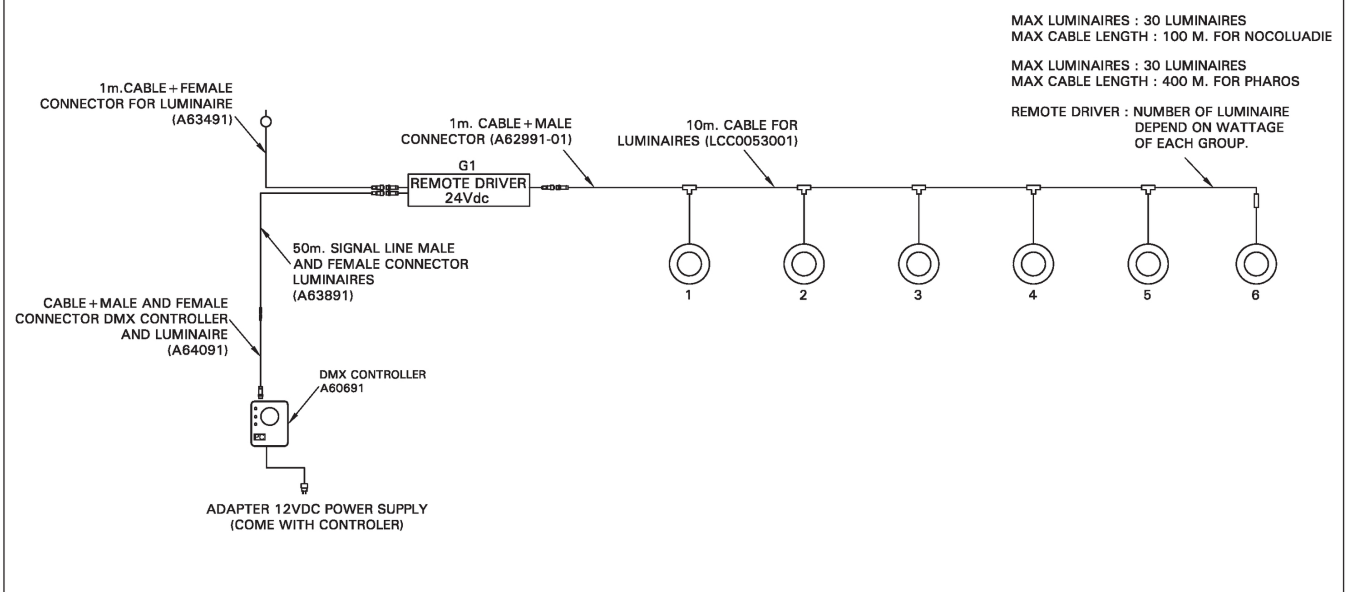 MAX LUMINAIRES : 30 LUMINAIRES
MAX CABLE LENGTH : 100 M. FOR NOCOLUADIE
MAX LUMINAIRES : 30 LUMINAIRES
MAX CABLE LENGTH : 400 M. FOR PHAROS
REMOTE DRIVER : NUMBER OF LUMINAIRE
DEPEND ON WATTAGE
OF EACH GROUP.
1m.CABLE+FEMALE
CONNECTOR FOR LUMINAIRE
(A63491)
1m. CABLE+MALE
CONNECTOR (A62991-01)
10m. CABLE FOR
LUMINAIRES (LCC0053001)
G1
REMOTE DRIVER
24Vdc
50m. SIGNAL LINE MALE
AND FEMALE CONNECTOR
LUMINAIRES
(A63891)
1 2 3 4 5 6
CABLE+MALE AND FEMALE
CONNECTOR DMX CONTROLLER
AND LUMINAIRE
(A64091)
DMX CONTROLLER
A60691
ADAPTER 12VDC POWER SUPPLY
(COME WITH CONTROLER)